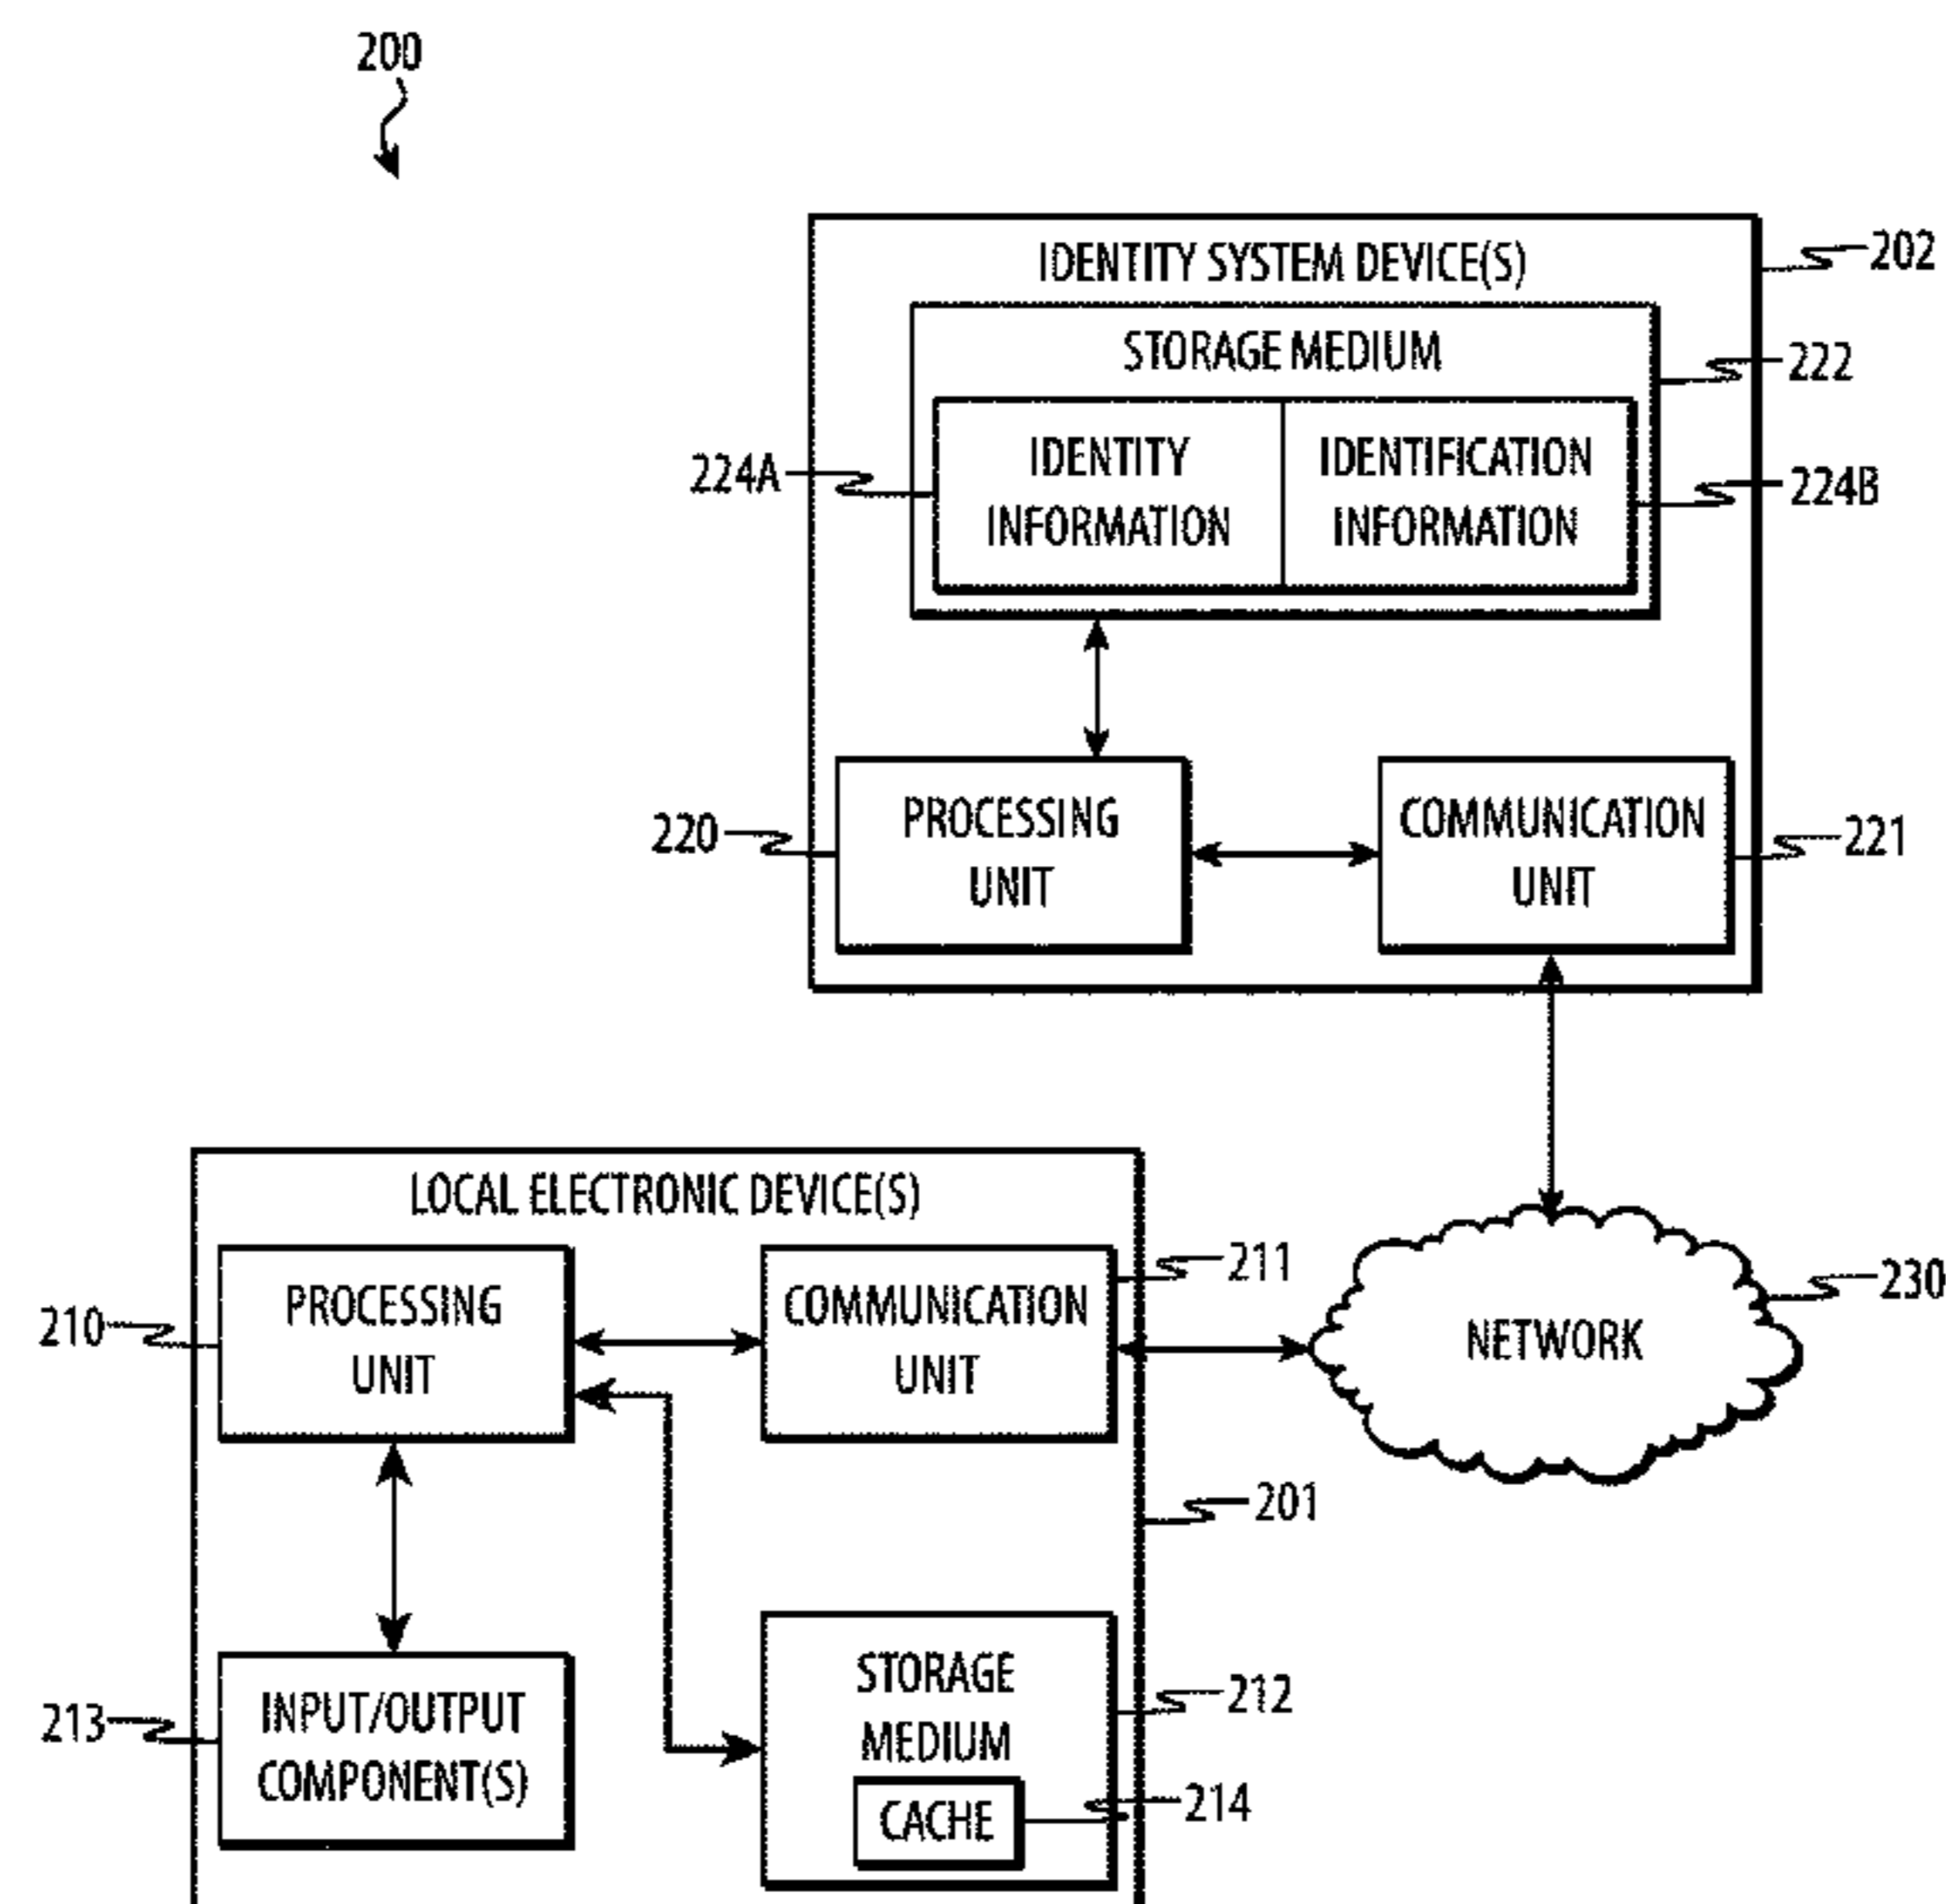 200
IDENTITY SYSTEM DEVICE(S)
202
STORAGE MEDIUM
222
224A
IDENTITY
INFORMATION
IDENTIFICATION
INFORMATION
224B
220
PROCESSING
UNIT
COMMUNICATION
UNIT
221
LOCAL ELECTRONIC DEVICE(S)
210
PROCESSING
UNIT
COMMUNICATION
UNIT
211
NETWORK
230
201
213
INPUT/OUTPUT
COMPONENT(S)
STORAGE
MEDIUM
212
CACHE
214